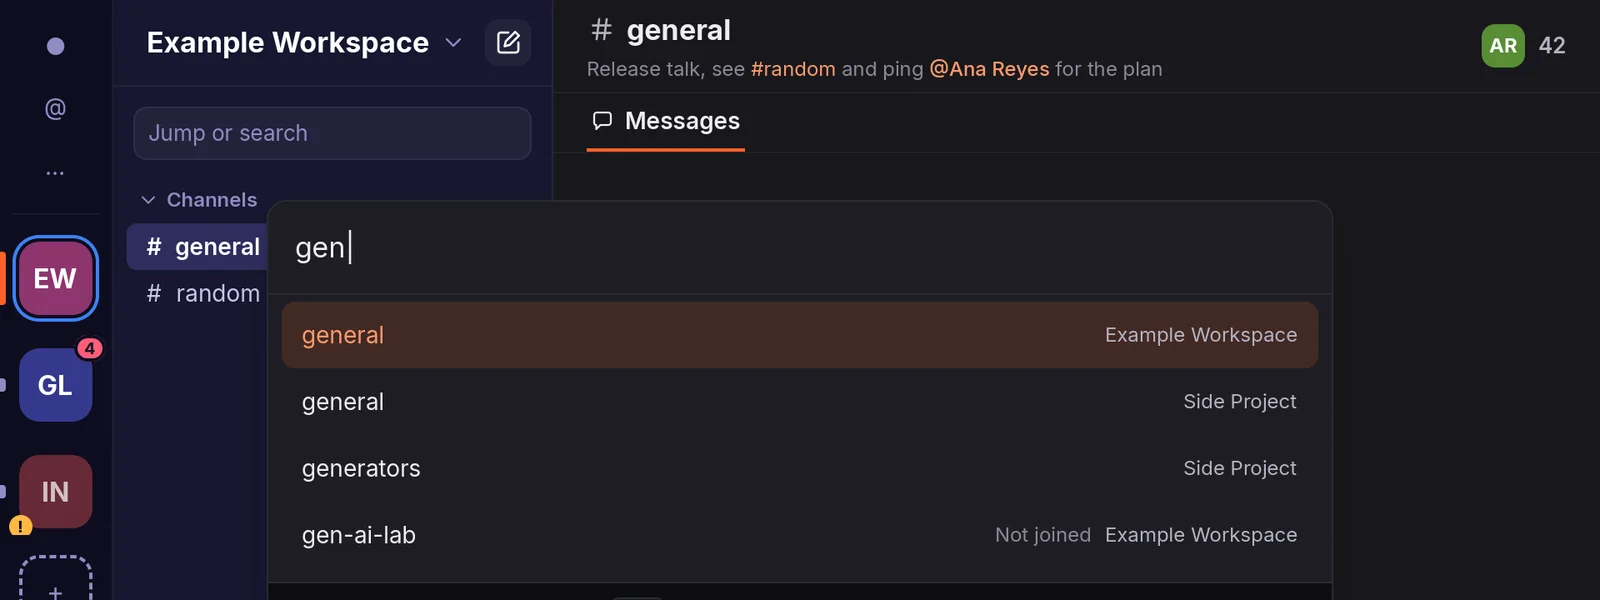 @
...
EW
4
GL
IN
!
+
Example Workspace
Jump or search
Channels
# general
# random
# general
Release talk, see #random and ping @Ana Reyes for the plan
AR 42
Messages
gen
general Example Workspace
general Side Project
generators Side Project
gen-ai-lab Not joined Example Workspace